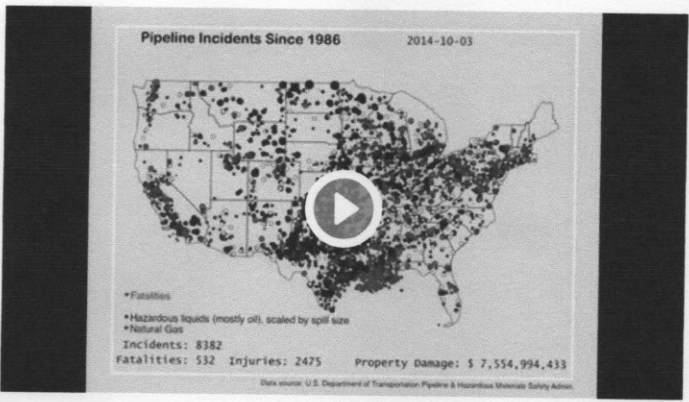 Pipeline Incidents Since 1986 2014-10-03
•Fatalities
•Hazardous liquids (mostly oil), scaled by spill size
•Natural Gas
Incidents: 8382
Fatalities: 532 Injuries: 2475 Property Damage: $ 7,554,994,433
Data source: U.S. Department of Transportation Pipeline & Hazardous Materials Safety Admin.